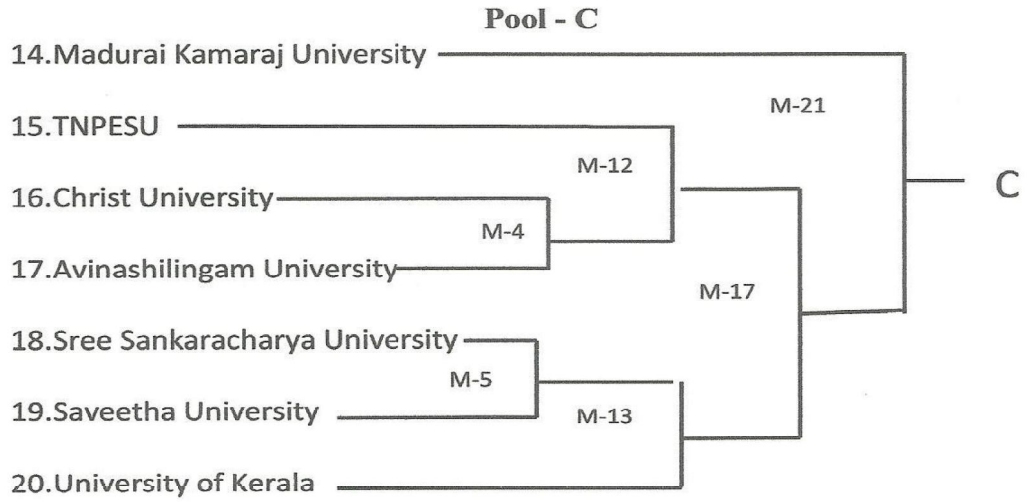 Pool - C
14.Madurai Kamaraj University
M-21
15.TNPESU
M-12
C
16.Christ University
M-4
17.Avinashilingam University
M-17
18.Sree Sankaracharya University
M-5
19.Saveetha University
M-13
20.University of Kerala